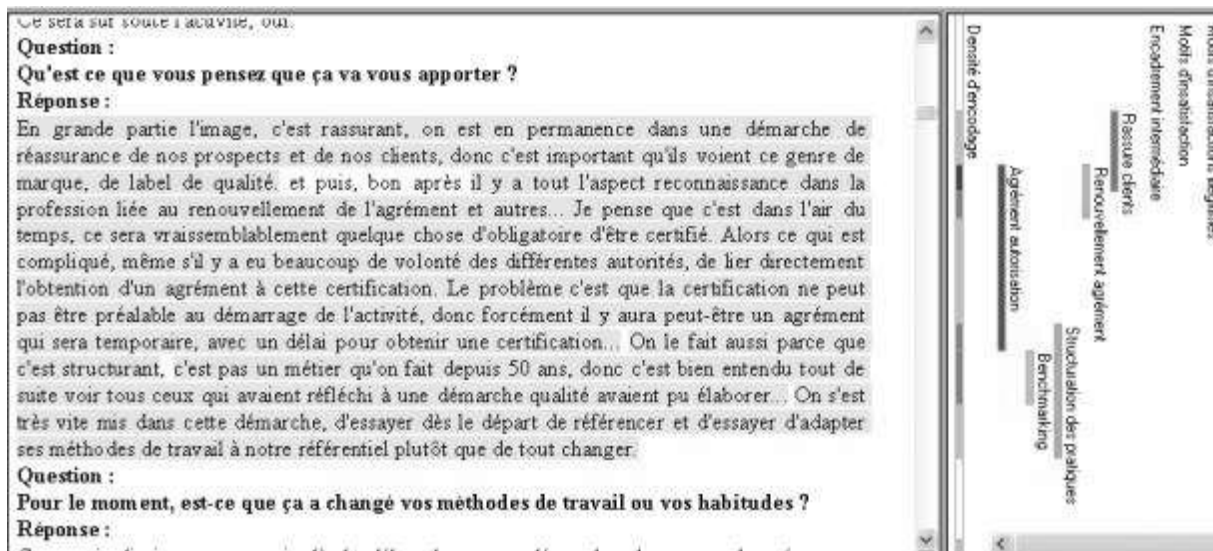 Ce sera sur toute l'activité, oui.
Question :
Qu'est ce que vous pensez que ça va vous apporter ?
Réponse :
En grande partie l'image, c'est rassurant, on est en permanence dans une démarche de
réassurance de nos prospects et de nos clients, donc c'est important qu'ils voient ce genre de
marque, de label de qualité. et puis, bon après il y a tout l'aspect reconnaissance dans la
profession liée au renouvellement de l'agrément et autres... Je pense que c'est dans l'air du
temps, ce sera vraissemblablement quelque chose d'obligatoire d'être certifié. Alors ce qui est
compliqué, même s'il y a eu beaucoup de volonté des différentes autorités, de lier directement
l'obtention d'un agrément à cette certification. Le problème c'est que la certification ne peut
pas être préalable au démarrage de l'activité, donc forcément il y aura peut-être un agrément
qui sera temporaire, avec un délai pour obtenir une certification... On le fait aussi parce que
c'est structurant, c'est pas un métier qu'on fait depuis 50 ans, donc c'est bien entendu tout de
suite voir tous ceux qui avaient réfléchi à une démarche qualité avaient pu élaborer... On s'est
très vite mis dans cette démarche, d'essayer dès le départ de référencer et d'essayer d'adapter
ses méthodes de travail à notre référentiel plutôt que de tout changer.
Question :
Pour le moment, est-ce que ça a changé vos méthodes de travail ou vos habitudes ?
Réponse :
Motifs d'insatisfaction
Encadrement intermédiaire
Rassure clients
Renouvellement agrément
Structuration des pratiques
Benchmarking
Agrément autorisation
Densité d'encodage